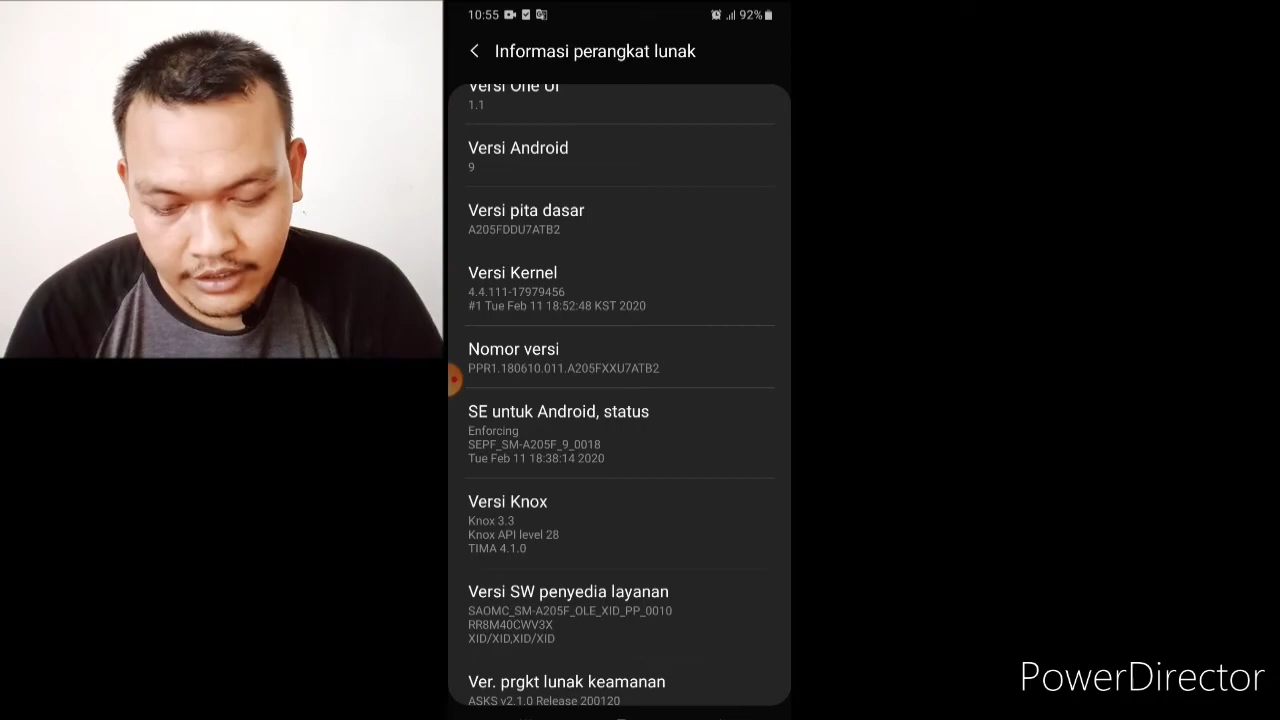 10:55
92%
Informasi perangkat lunak
Versi One UI
1.1
Versi Android
9
Versi pita dasar
A205FDDU7ATB2
Versi Kernel
4.4.111-17979456
#1 Tue Feb 11 18:52:48 KST 2020
Nomor versi
PPR1.180610.011.A205FXXU7ATB2
SE untuk Android, status
Enforcing
SEPF_SM-A205F_9_0018
Tue Feb 11 18:38:14 2020
Versi Knox
Knox 3.3
Knox API level 28
TIMA 4.1.0
Versi SW penyedia layanan
SAOMC_SM-A205F_OLE_XID_PP_0010
RR8M40CWV3X
XID/XID,XID/XID
Ver. prgkt lunak keamanan
ASKS v2.1.0 Release 200120
PowerDirector